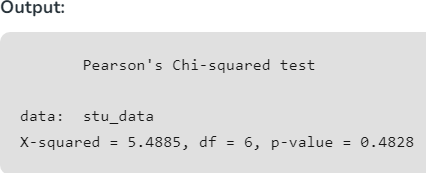 Output:
Pearson's Chi-squared test
data:  stu_data
X-squared = 5.4885, df = 6, p-value = 0.4828